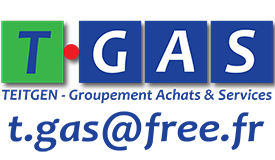 T•GAS
TEITGEN - Groupement Achats & Services
t.gas@free.fr